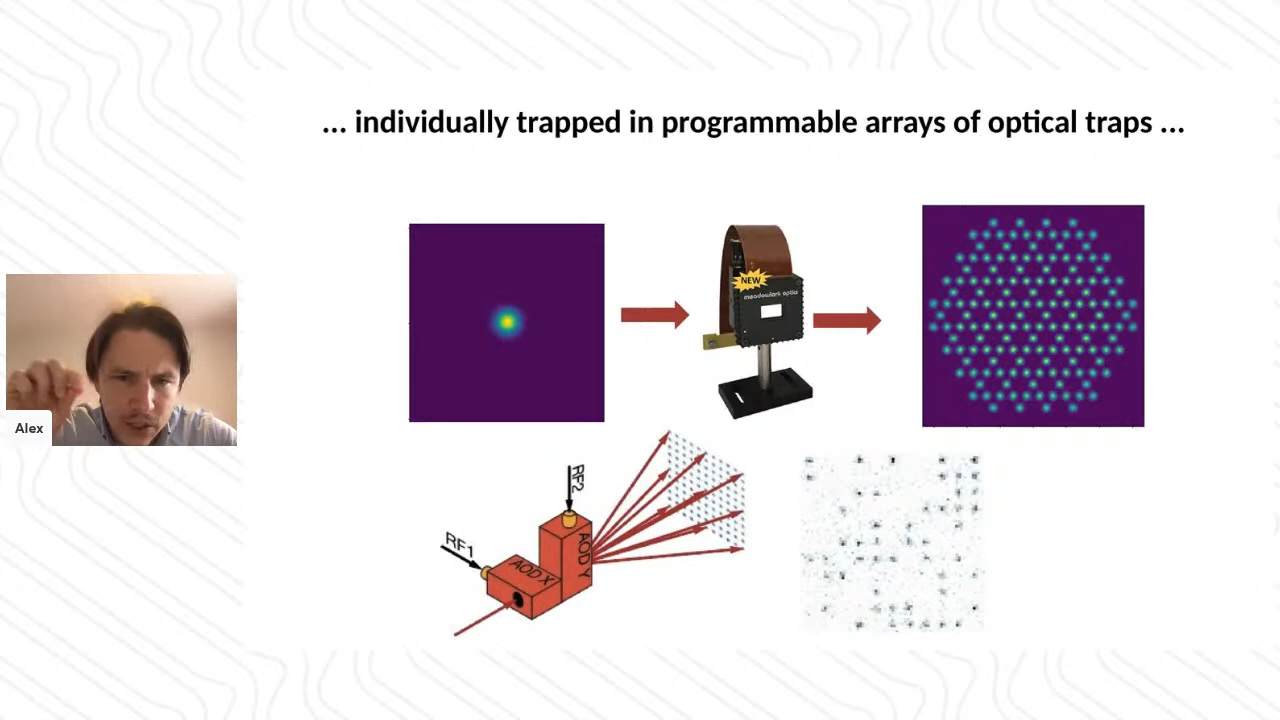 ... individually trapped in programmable arrays of optical traps ...
NEW
meadowlark optics
Alex
RF2
RF1
AOD X
AOD Y